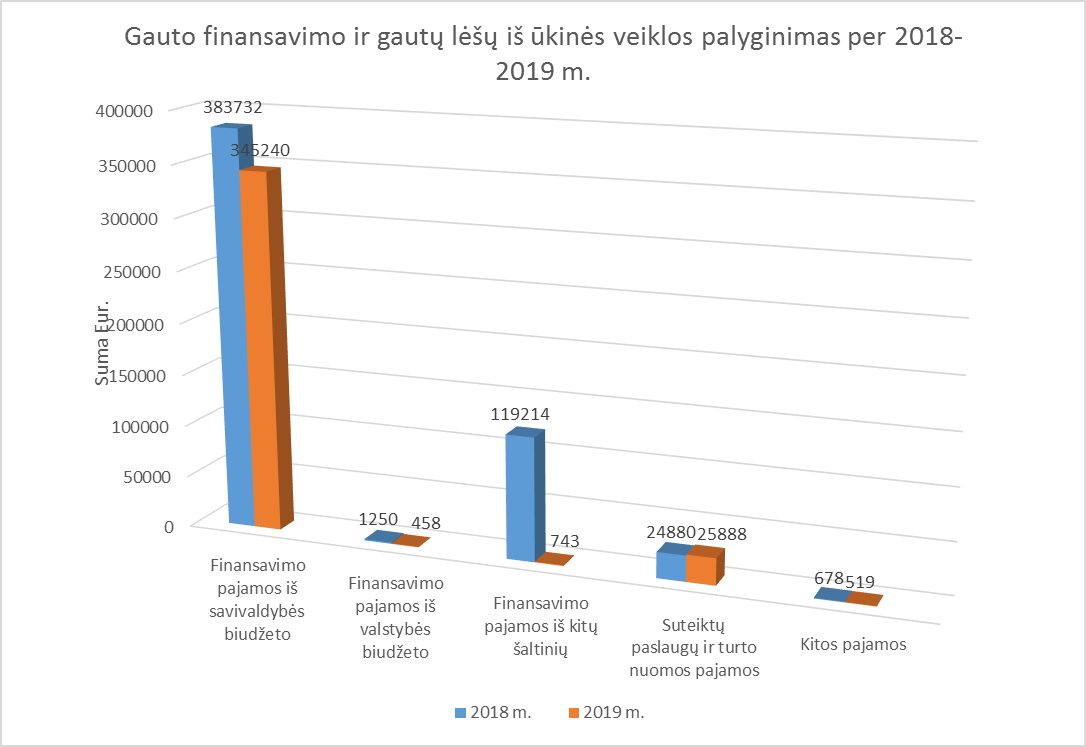 Gauto finansavimo ir gautų lėšų iš ūkinės veiklos palyginimas per 2018-
2019 m.
Suma Eur.
400000
350000
300000
250000
200000
150000
100000
50000
0
383732
345240
1250
458
119214
743
24880
25888
678
519
Finansavimo
pajamos iš
savivaldybės
biudžeto
Finansavimo
pajamos iš
valstybės
biudžeto
Finansavimo
pajamos iš kitų
šaltinių
Suteiktų
paslaugų ir turto
nuomos pajamos
Kitos pajamos
2018 m.
2019 m.